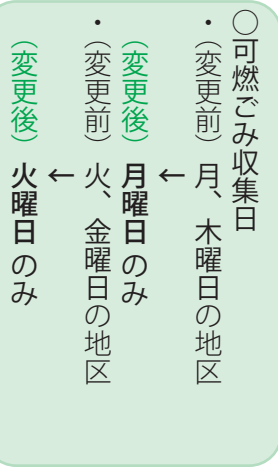 ○可燃ごみ収集日
・（変更前）月、木曜日の地区
←
（変更後）月曜日のみ
・（変更前）火、金曜日の地区
←
（変更後）火曜日のみ